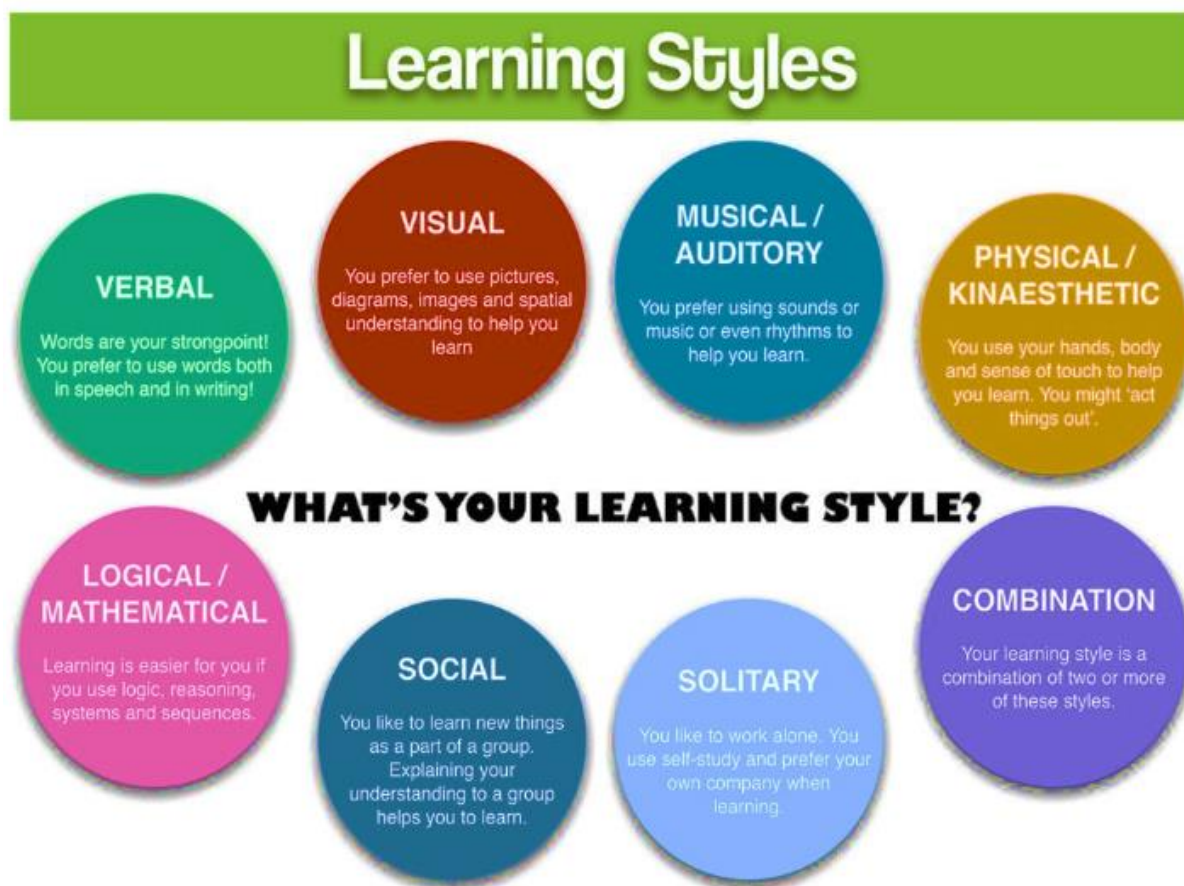 Learning Styles
VERBAL
Words are your strongpoint!
You prefer to use words both
in speech and in writing!
VISUAL
You prefer to use pictures,
diagrams, images and spatial
understanding to help you
learn
MUSICAL /
AUDITORY
You prefer using sounds or
music or even rhythms to
help you learn.
PHYSICAL /
KINAESTHETIC
You use your hands, body
and sense of touch to help
you learn. You might ‘act
things out’.
WHAT'S YOUR LEARNING STYLE?
LOGICAL /
MATHEMATICAL
Learning is easier for you if
you use logic, reasoning,
systems and sequences.
SOCIAL
You like to learn new things
as a part of a group.
Explaining your
understanding to a group
helps you to learn.
SOLITARY
You like to work alone. You
use self-study and prefer your
own company when
learning.
COMBINATION
Your learning style is a
combination of two or more
of these styles.